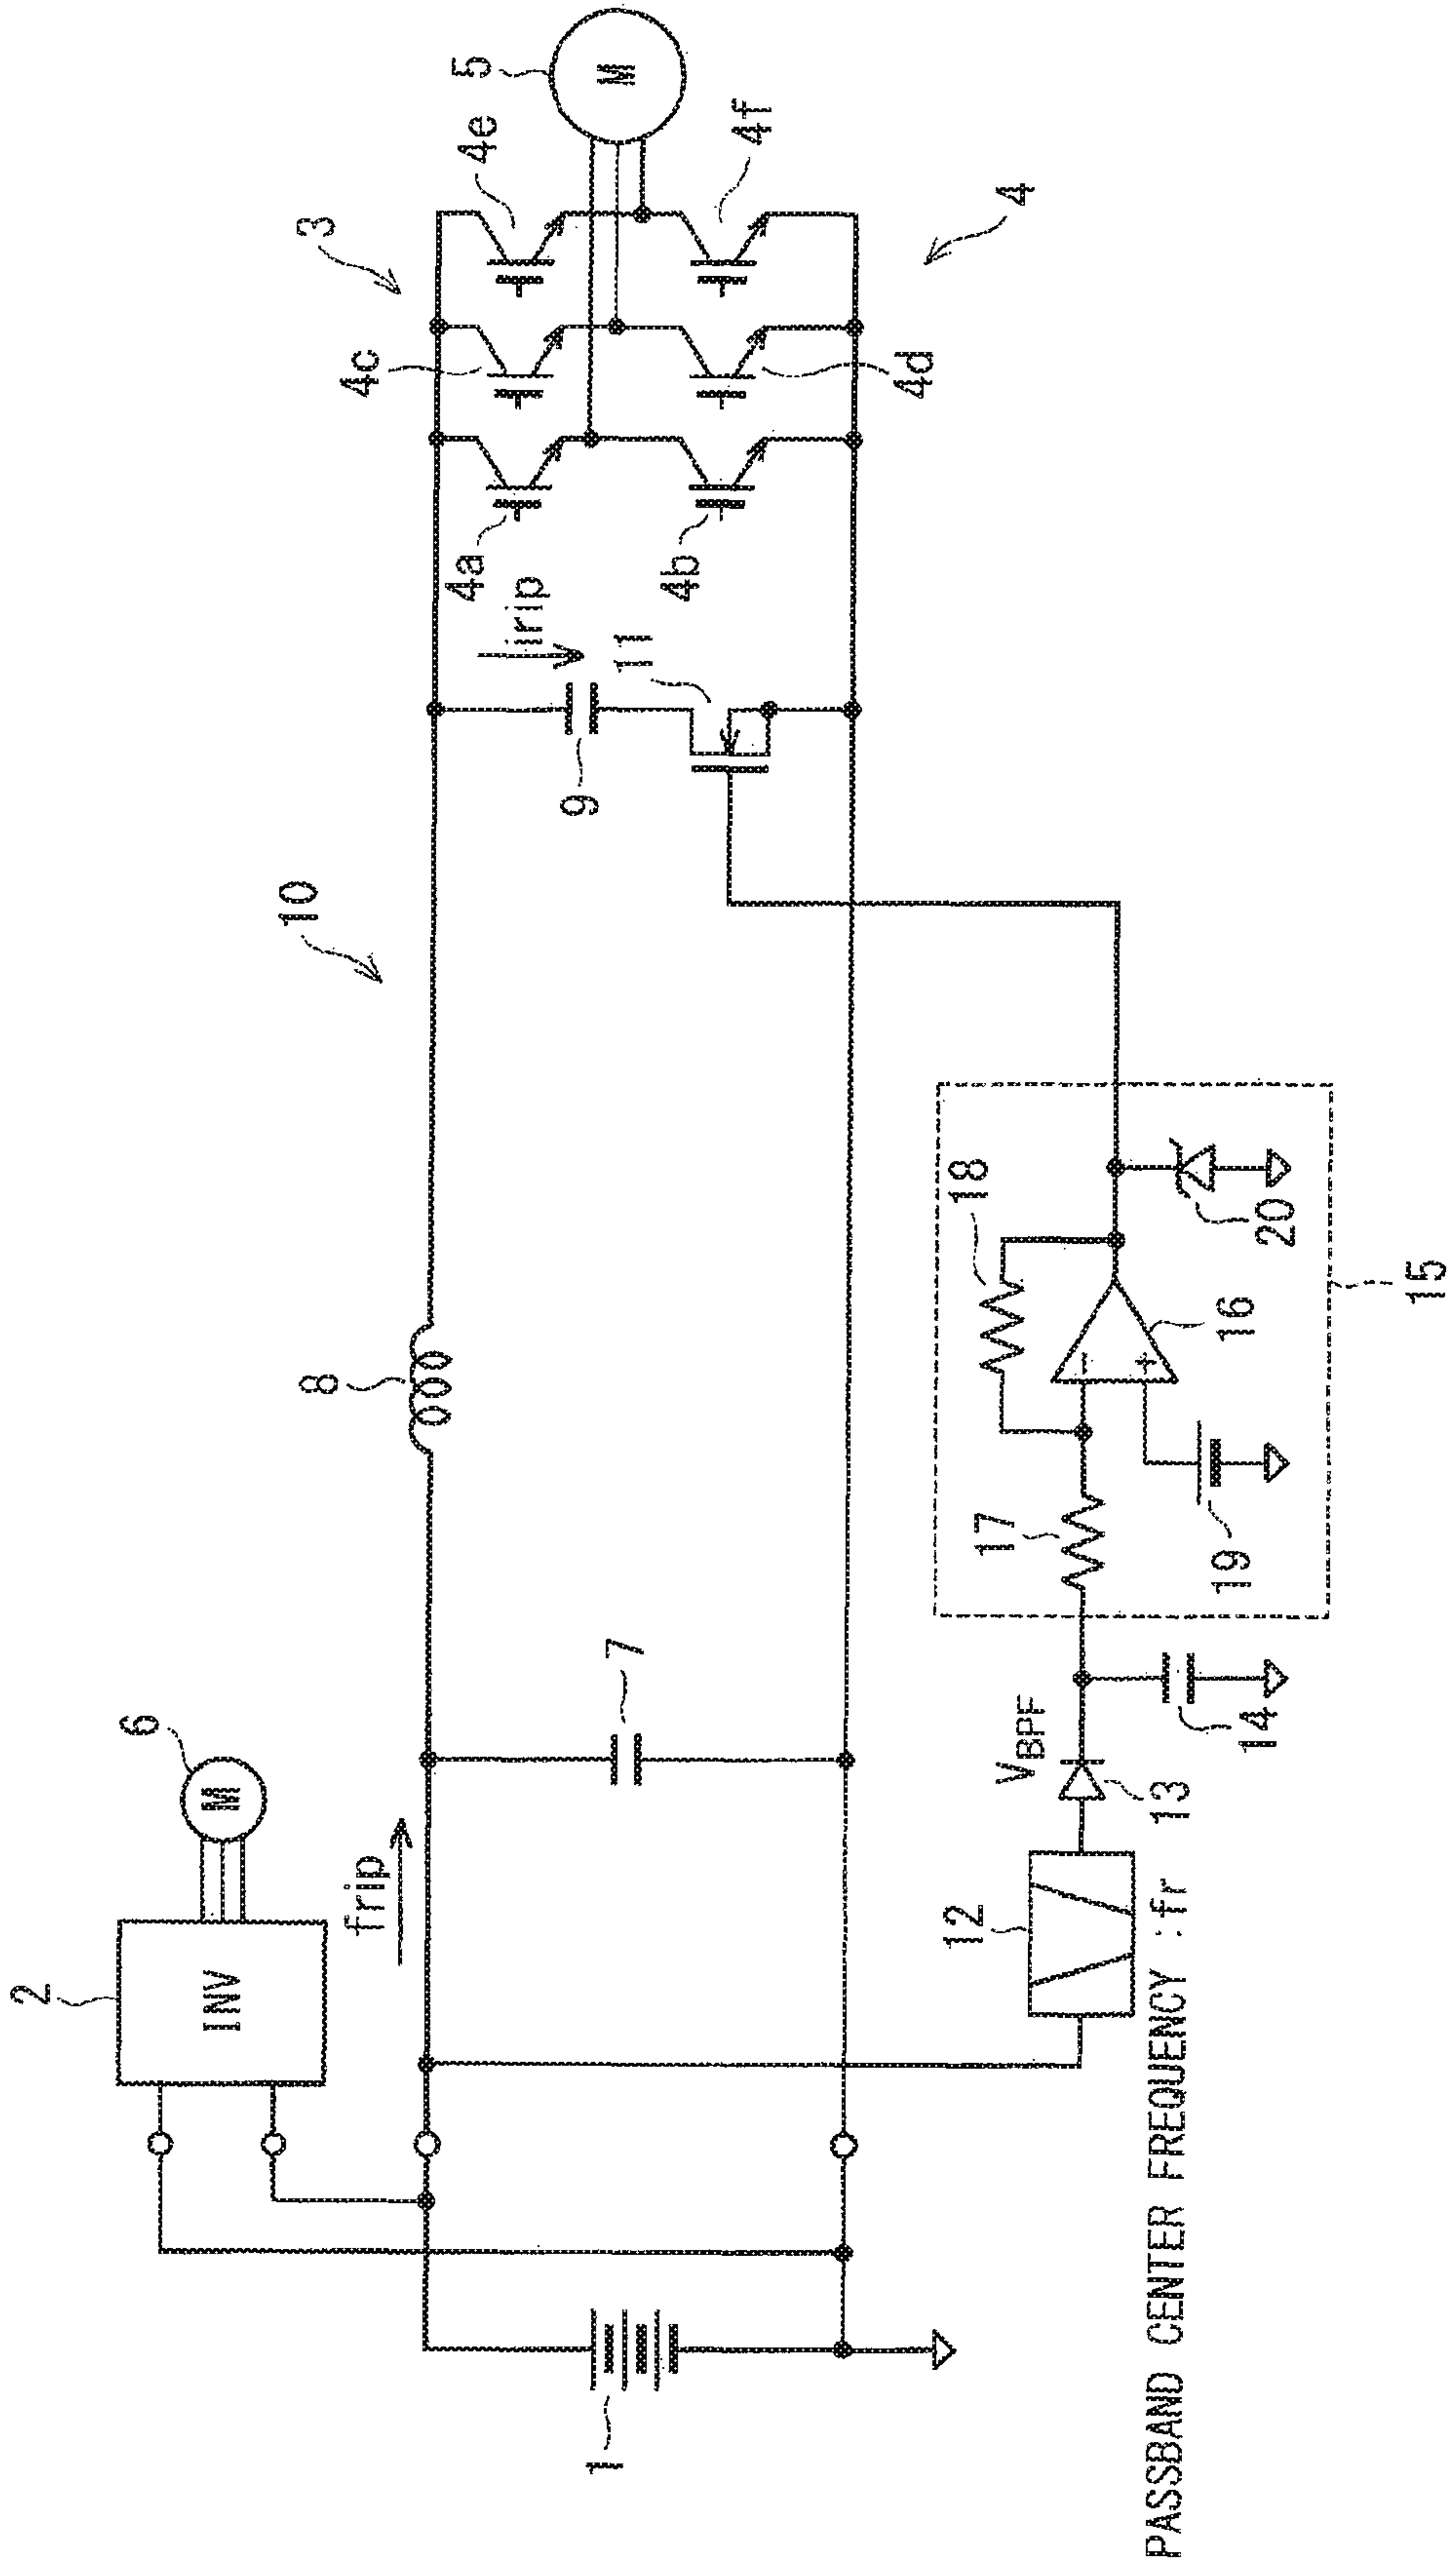 2
INV
6
M
frip
10
3
4c
4e
5
M
4a
irip
8
9
11
4b
4f
4
4d
1
7
VBPF
12
13
14
17
18
16
19
20
15
PASSBAND CENTER FREQUENCY :fr
−
+